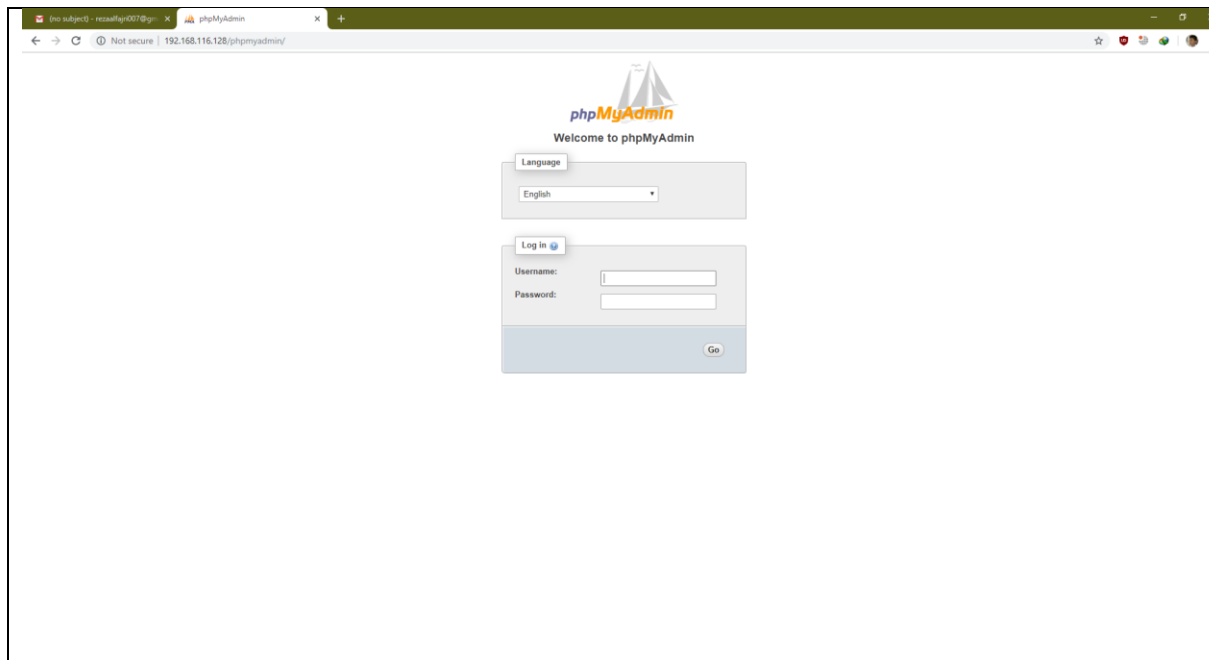 (no subject) - rezaalfajri007@gm
phpMyAdmin
Not secure | 192.168.116.128/phpmyadmin/
phpMyAdmin
Welcome to phpMyAdmin
Language
English
Log in
Username:
Password:
Go